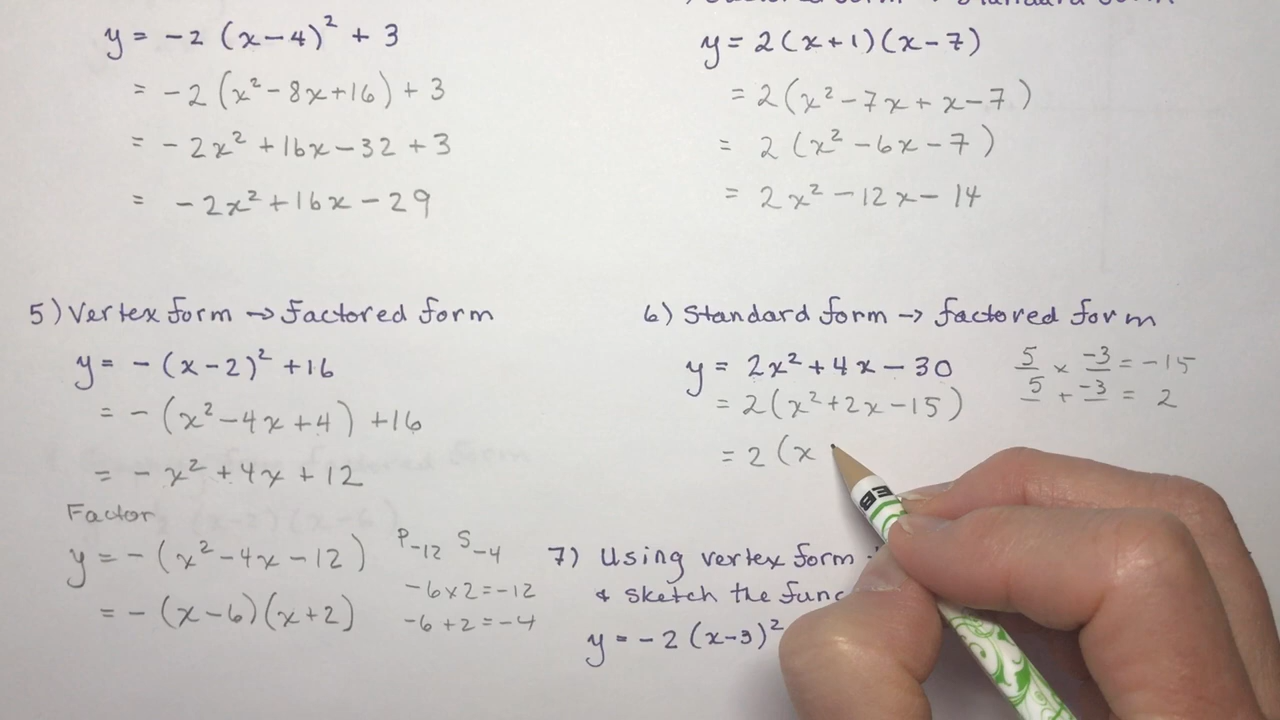 y = -2 (x-4)² + 3
= -2 (x² - 8x + 16) + 3
= -2x² + 16x - 32 + 3
= -2x² + 16x - 29
y = 2(x+1)(x-7)
= 2(x² - 7x + x - 7)
= 2(x² - 6x - 7)
= 2x² - 12x - 14
5) Vertex form → Factored form
y = -(x-2)² + 16
= -(x² - 4x + 4) + 16
= -x² + 4x + 12
Factor
y = -(x² - 4x - 12) P -12 S -4
-6 x 2 = -12
= -(x-6)(x+2)
-6 + 2 = -4
6) Standard form → factored form
y = 2x² + 4x - 30
5 x -3 = -15
= 2(x² + 2x - 15)
5 + -3 = 2
= 2 (x
7) Using vertex form
& sketch the func
y = -2 (x-3)²
EB